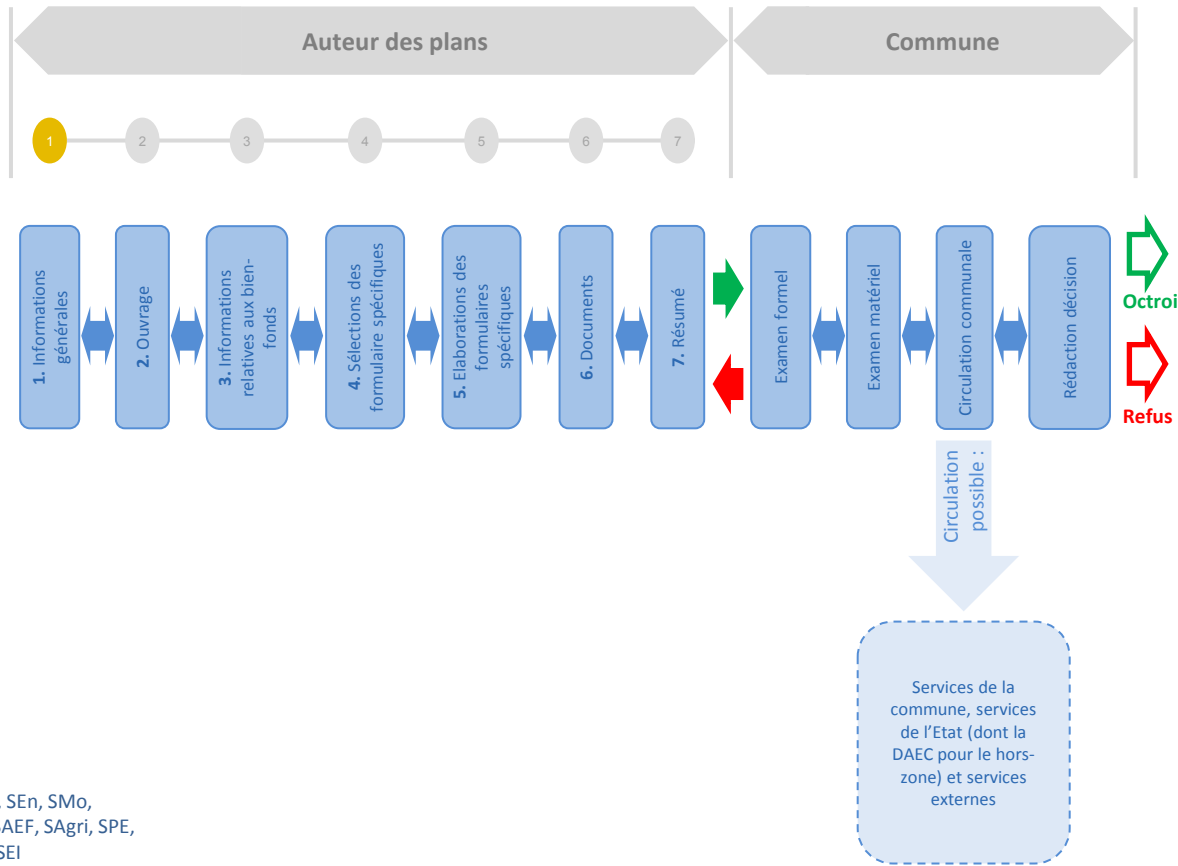 Auteur des plans
Commune
1
2
3
4
5
6
7
1. Informations
générales
2. Ouvrage
3. Informations
relatives aux bien-
fonds
4. Sélections des
formulaire spécifiques
5. Elaborations des
formulaires
spécifiques
6. Documents
7. Résumé
Examen formel
Examen matériel
Circulation communale
Rédaction décision
Octroi
Refus
Circulation
possible :
Services de la
commune, services
de l’Etat (dont la
DAEC pour le hors-
zone) et services
externes
, SEn, SMo,
SAEF, SAgri, SPE,
SEI